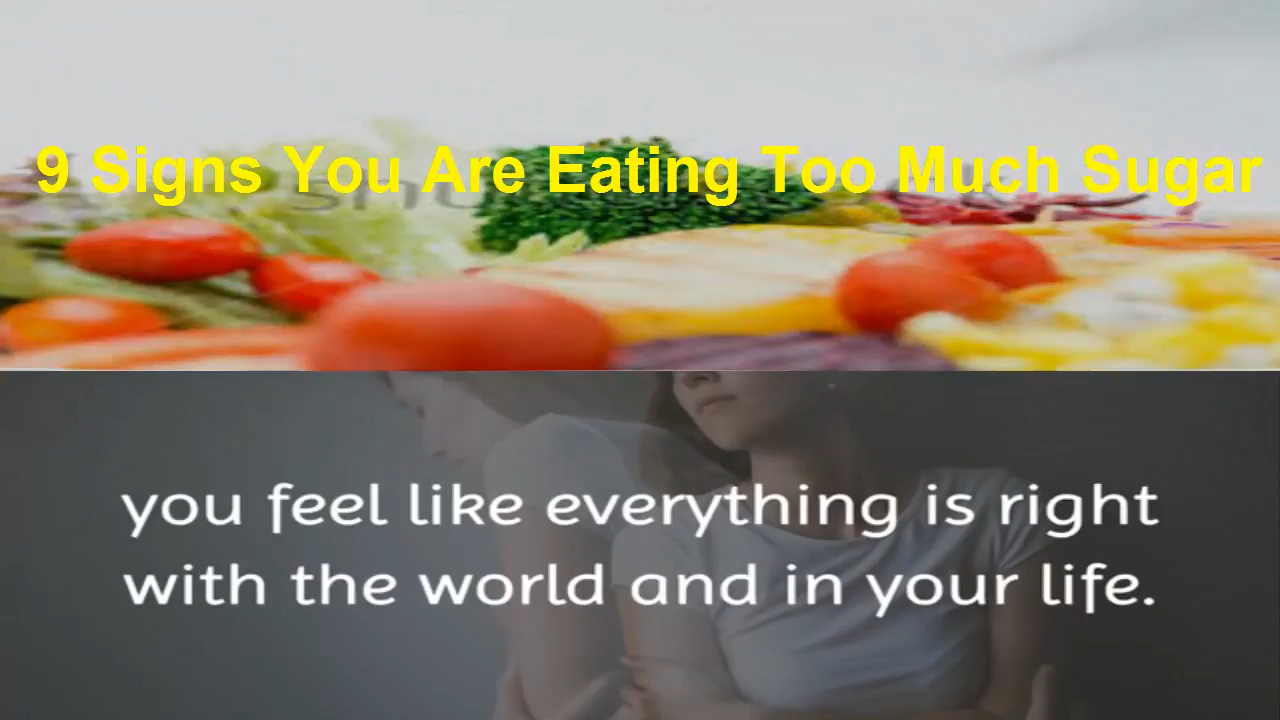 9 Signs You Are Eating Too Much Sugar
you feel like everything is right
with the world and in your life.